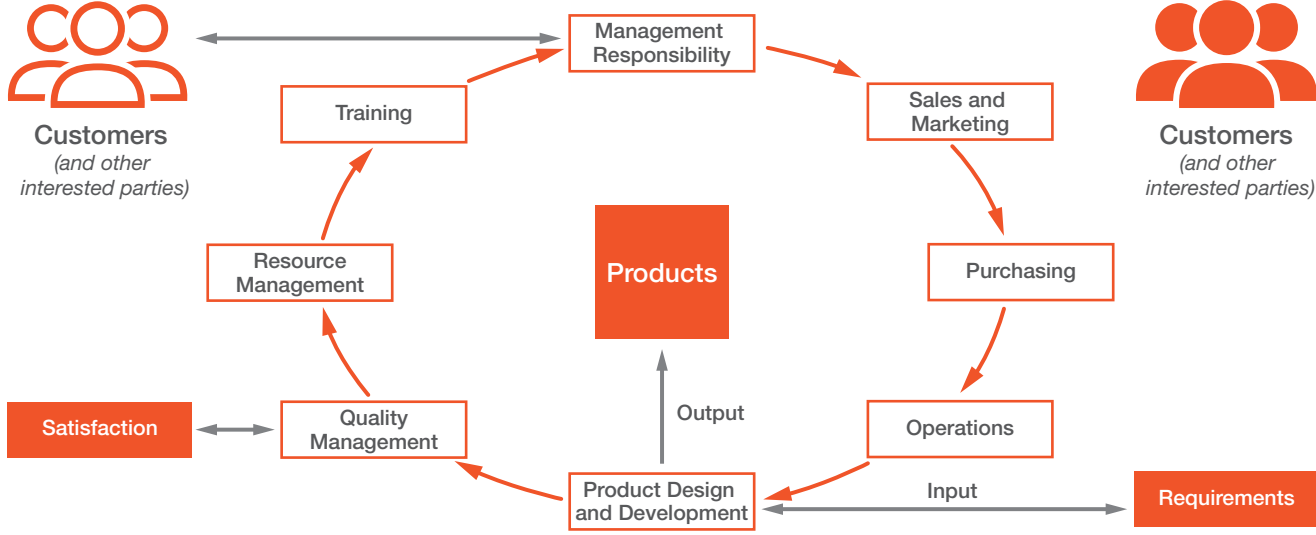 Management
Responsibility
Training
Sales and
Marketing
Customers
(and other
interested parties)
Customers
(and other
interested parties)
Resource
Management
Products
Purchasing
Satisfaction
Quality
Management
Output
Operations
Product Design
and Development
Input
Requirements